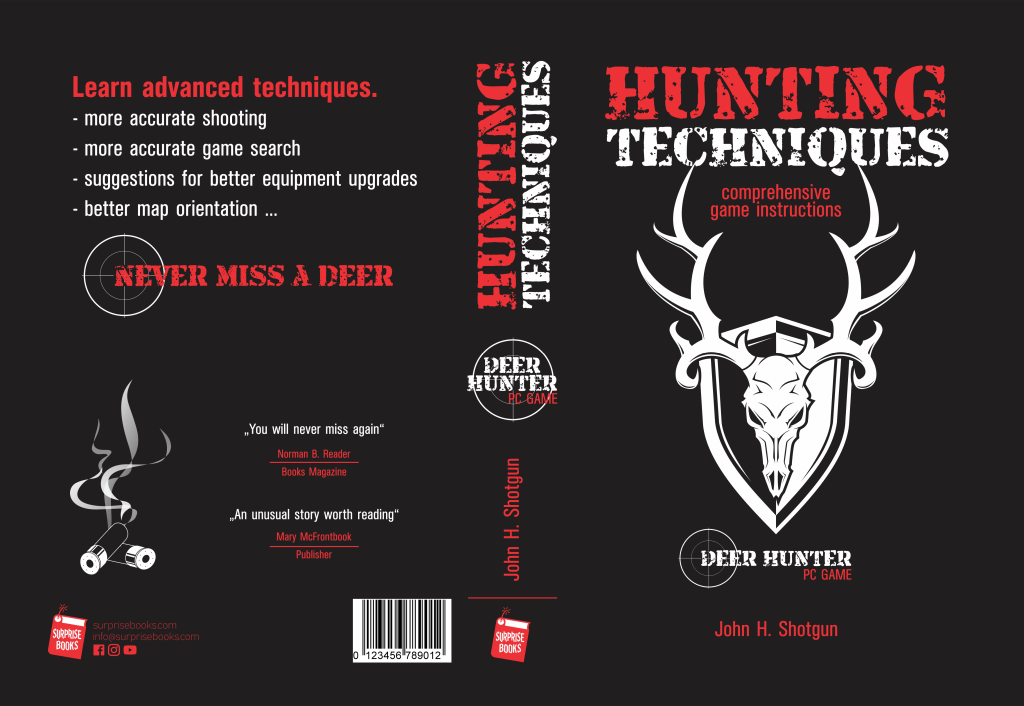 Learn advanced techniques.
- more accurate shooting
- more accurate game search
- suggestions for better equipment upgrades
- better map orientation ...
NEVER MISS A DEER
„You will never miss again“
Norman B. Reader
Books Magazine
„An unusual story worth reading“
Mary McFrontbook
Publisher
SURPRISE
BOOKS
surprisebooks.com
info@surprisebooks.com
0 123456 789012
HUNTING
TECHNIQUES
DEER
HUNTER
PC GAME
John H. Shotgun
SURPRISE
BOOKS
HUNTING
TECHNIQUES
comprehensive
game instructions
DEER HUNTER
PC GAME
John H. Shotgun